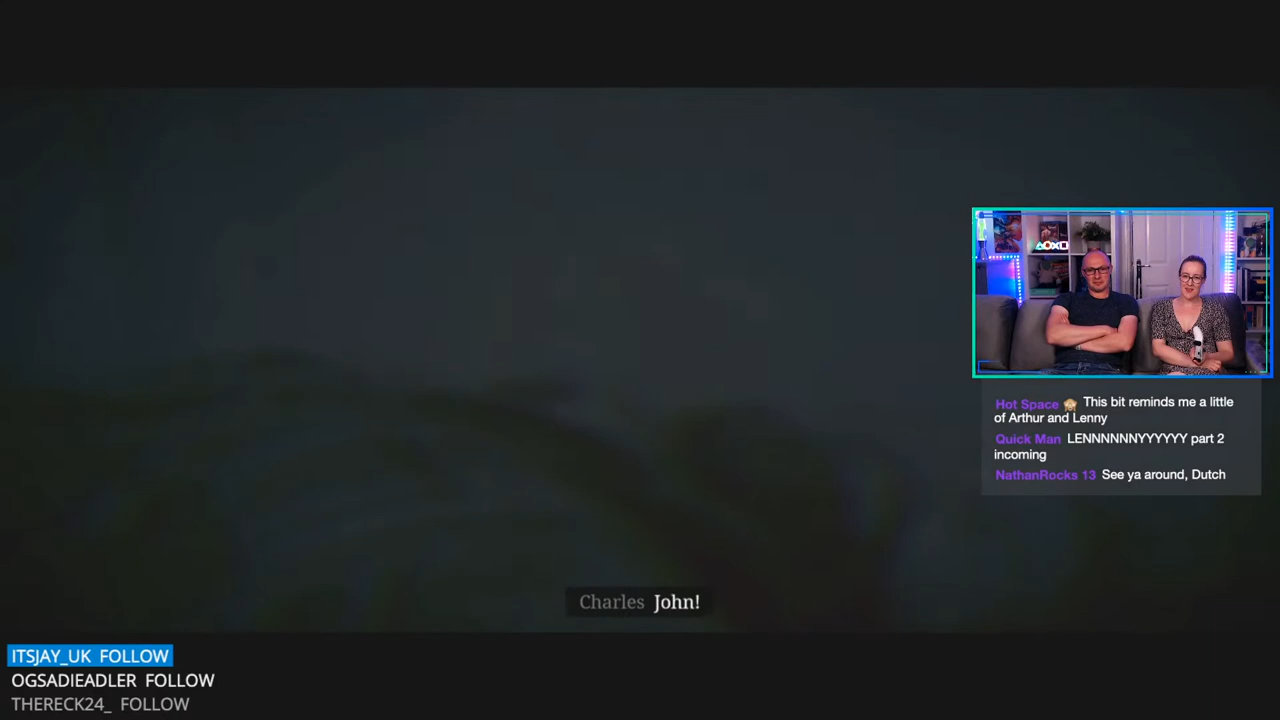 Hot Space 🙈 This bit reminds me a little
of Arthur and Lenny
Quick Man LENNNNNNYYYYYY part 2
incoming
NathanRocks 13 See ya around, Dutch
Charles John!
ITSJAY_UK FOLLOW
OGSADIEADLER FOLLOW
THERECK24_ FOLLOW